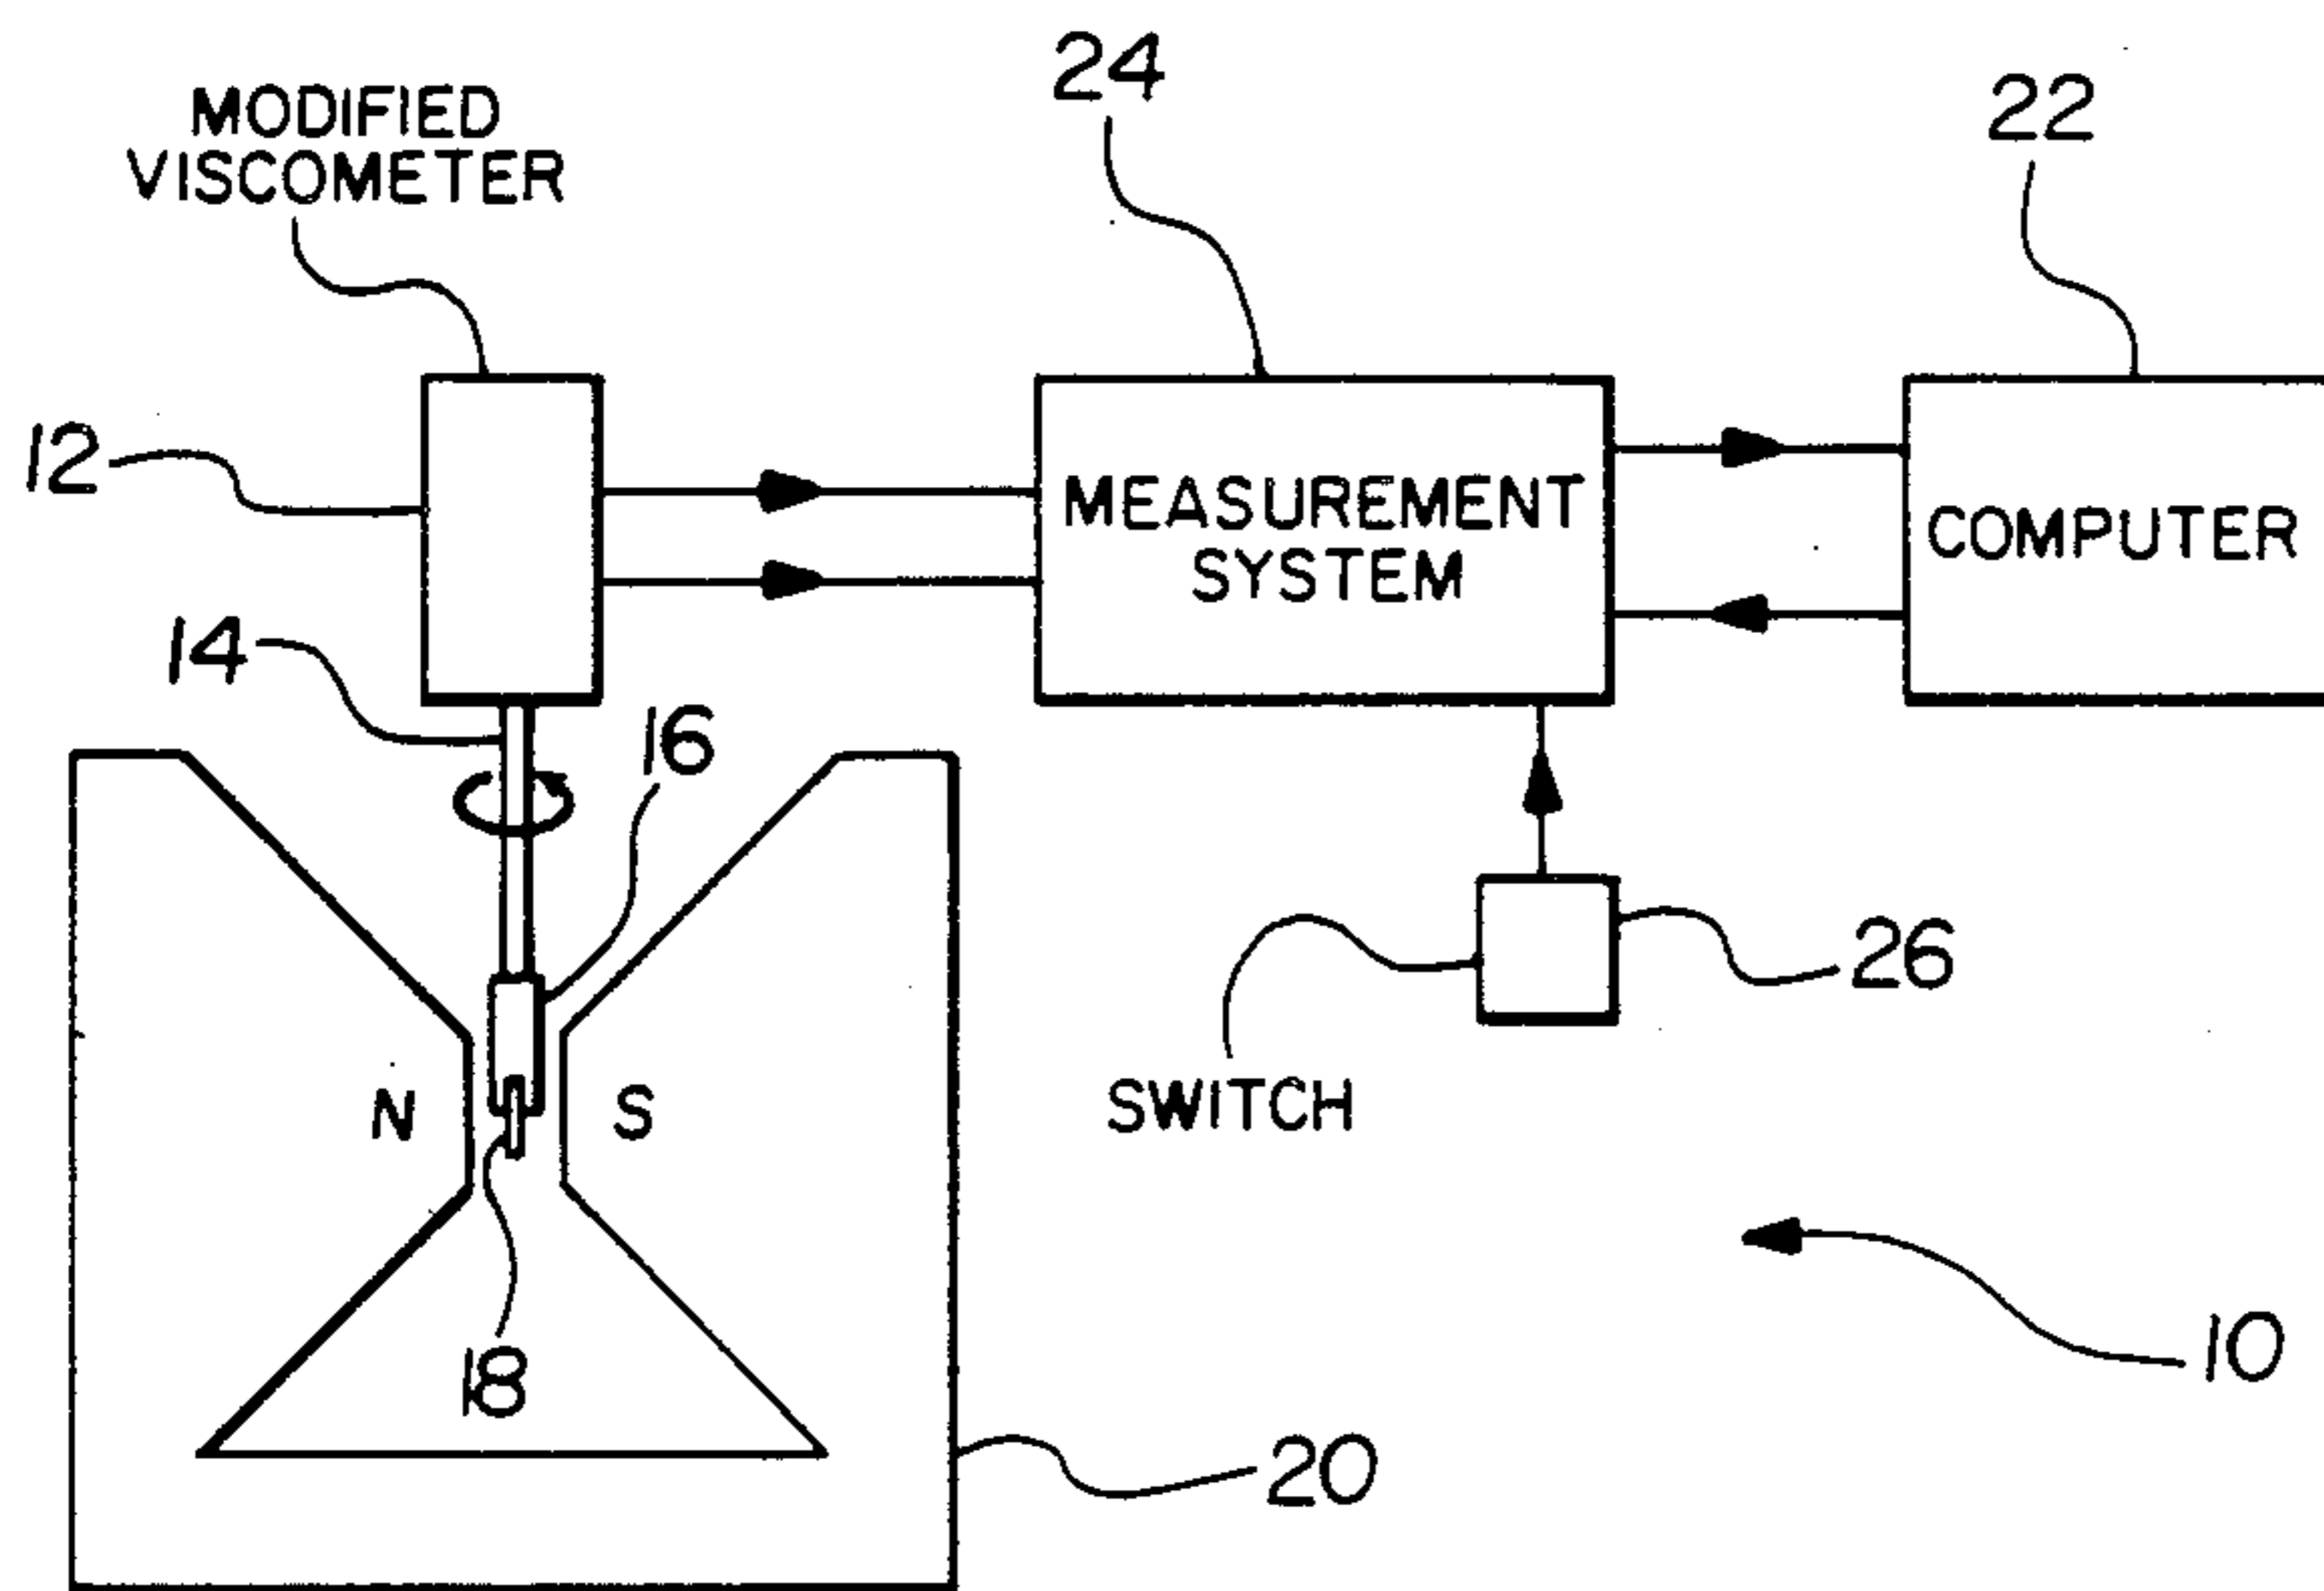 24
22
MODIFIED
VISCOMETER
12
MEASUREMENT
SYSTEM
COMPUTER
14
16
26
N
S
SWITCH
18
10
20